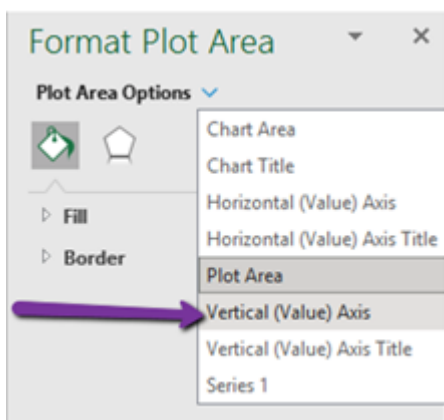 Format Plot Area
Plot Area Options
Chart Area
Chart Title
Horizontal (Value) Axis
Horizontal (Value) Axis Title
Plot Area
Vertical (Value) Axis
Vertical (Value) Axis Title
Series 1
Fill
Border